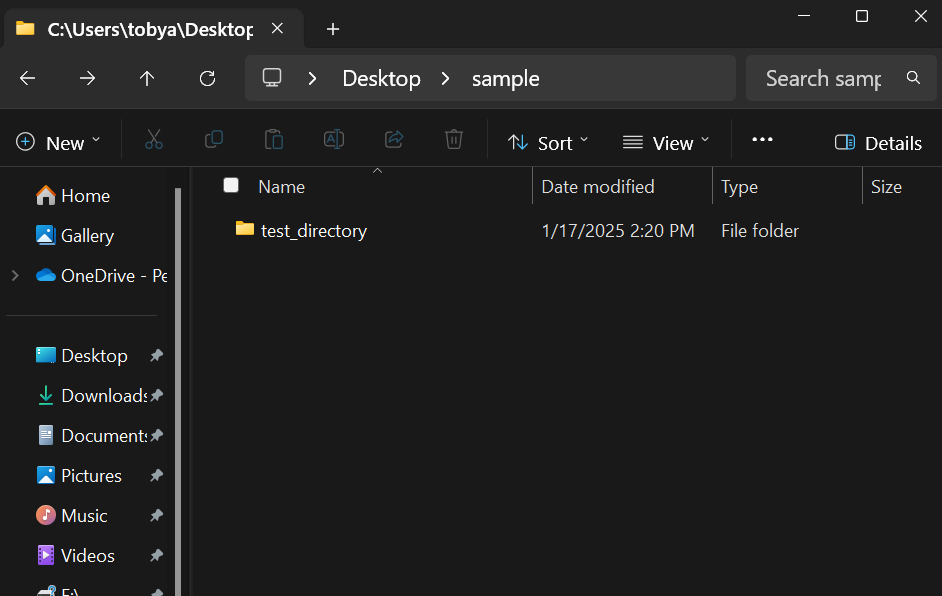 C:\Users\tobya\Desktop
Desktop > sample
Search samp
New
Sort
View
Details
Name
Date modified
Type
Size
test_directory
1/17/2025 2:20 PM
File folder
Home
Gallery
OneDrive - Pe
Desktop
Downloads
Documents
Pictures
Music
Videos